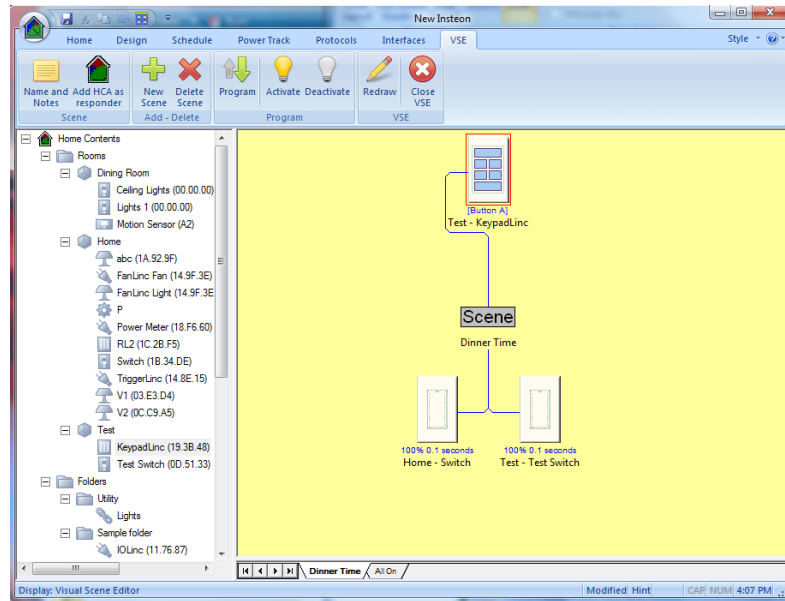 New Insteon
Home Design Schedule Power Track Protocols Interfaces VSE Style
Name and Notes
Add HCA as responder
New Scene
Delete Scene
Program
Activate
Deactivate
Redraw
Close VSE
Scene
Add - Delete
Program
VSE
Home Contents
Rooms
Dining Room
Ceiling Lights (00.00.00)
Lights 1 (00.00.00)
Motion Sensor (A2)
Home
abc (1A.92.9F)
FanLinc Fan (14.9F.3E)
FanLinc Light (14.9F.3E
P
Power Meter (18.F6.60)
RL2 (1C.2B.F5)
Switch (1B.34.DE)
TriggerLinc (14.8E.15)
V1 (03.E3.D4)
V2 (0C.C9.A5)
Test
KeypadLinc (19.3B.48)
Test Switch (0D.51.33)
Folders
Utility
Lights
Sample folder
IOLinc (11.76.87)
[Button A]
Test - KeypadLinc
Scene
Dinner Time
100% 0.1 seconds
Home - Switch
100% 0.1 seconds
Test - Test Switch
Dinner Time All On
Display: Visual Scene Editor
Modified Hint CAP NUM 4:07 PM